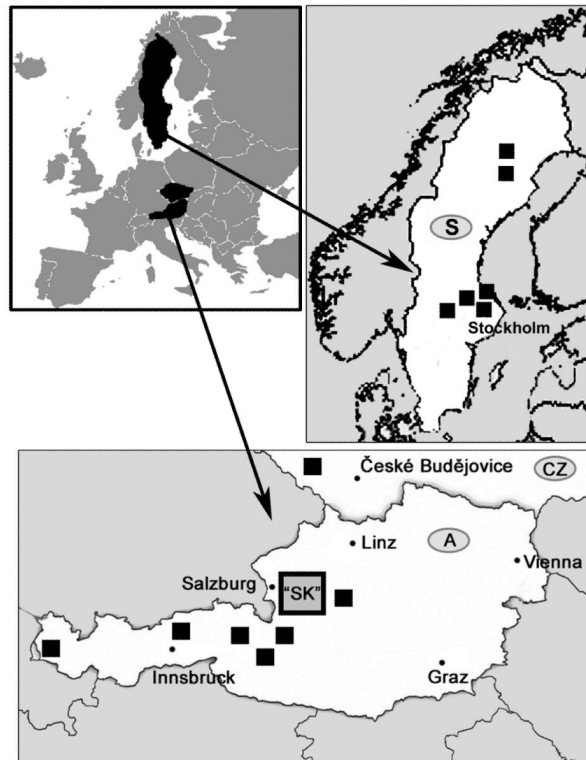 S
Stockholm
České Budějovice
CZ
Linz
A
Vienna
Salzburg
"SK"
Innsbruck
Graz